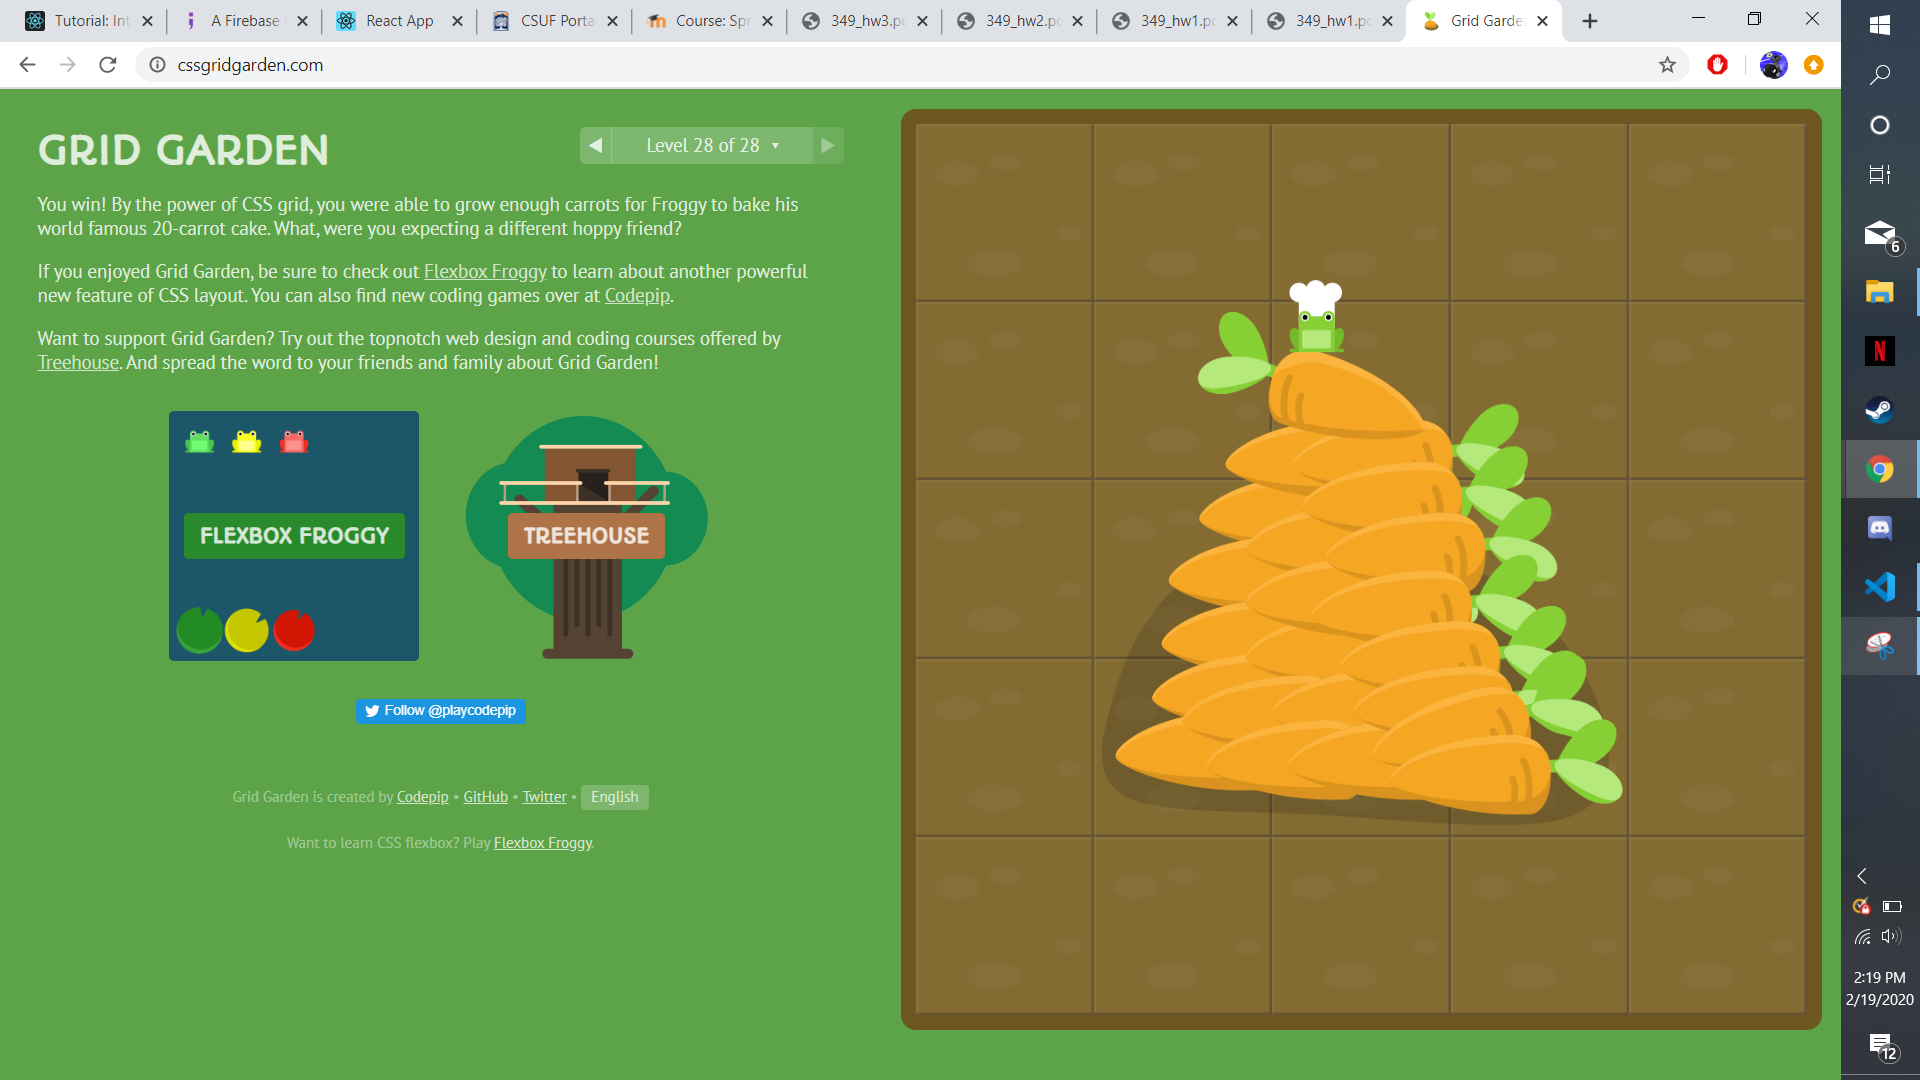 Tutorial: Int
A Firebase i
React App
CSUF Porta
Course: Spr
349_hw3.pd
349_hw2.pd
349_hw1.pd
349_hw1.pd
Grid Garden
cssgridgarden.com
GRID GARDEN
Level 28 of 28
You win! By the power of CSS grid, you were able to grow enough carrots for Froggy to bake his
world famous 20-carrot cake. What, were you expecting a different hoppy friend?
If you enjoyed Grid Garden, be sure to check out Flexbox Froggy to learn about another powerful
new feature of CSS layout. You can also find new coding games over at Codepip.
Want to support Grid Garden? Try out the topnotch web design and coding courses offered by
Treehouse. And spread the word to your friends and family about Grid Garden!
FLEXBOX FROGGY
TREEHOUSE
Follow @playcodepip
Grid Garden is created by Codepip • GitHub • Twitter • English
Want to learn CSS flexbox? Play Flexbox Froggy.
6
N
2:19 PM
2/19/2020
12